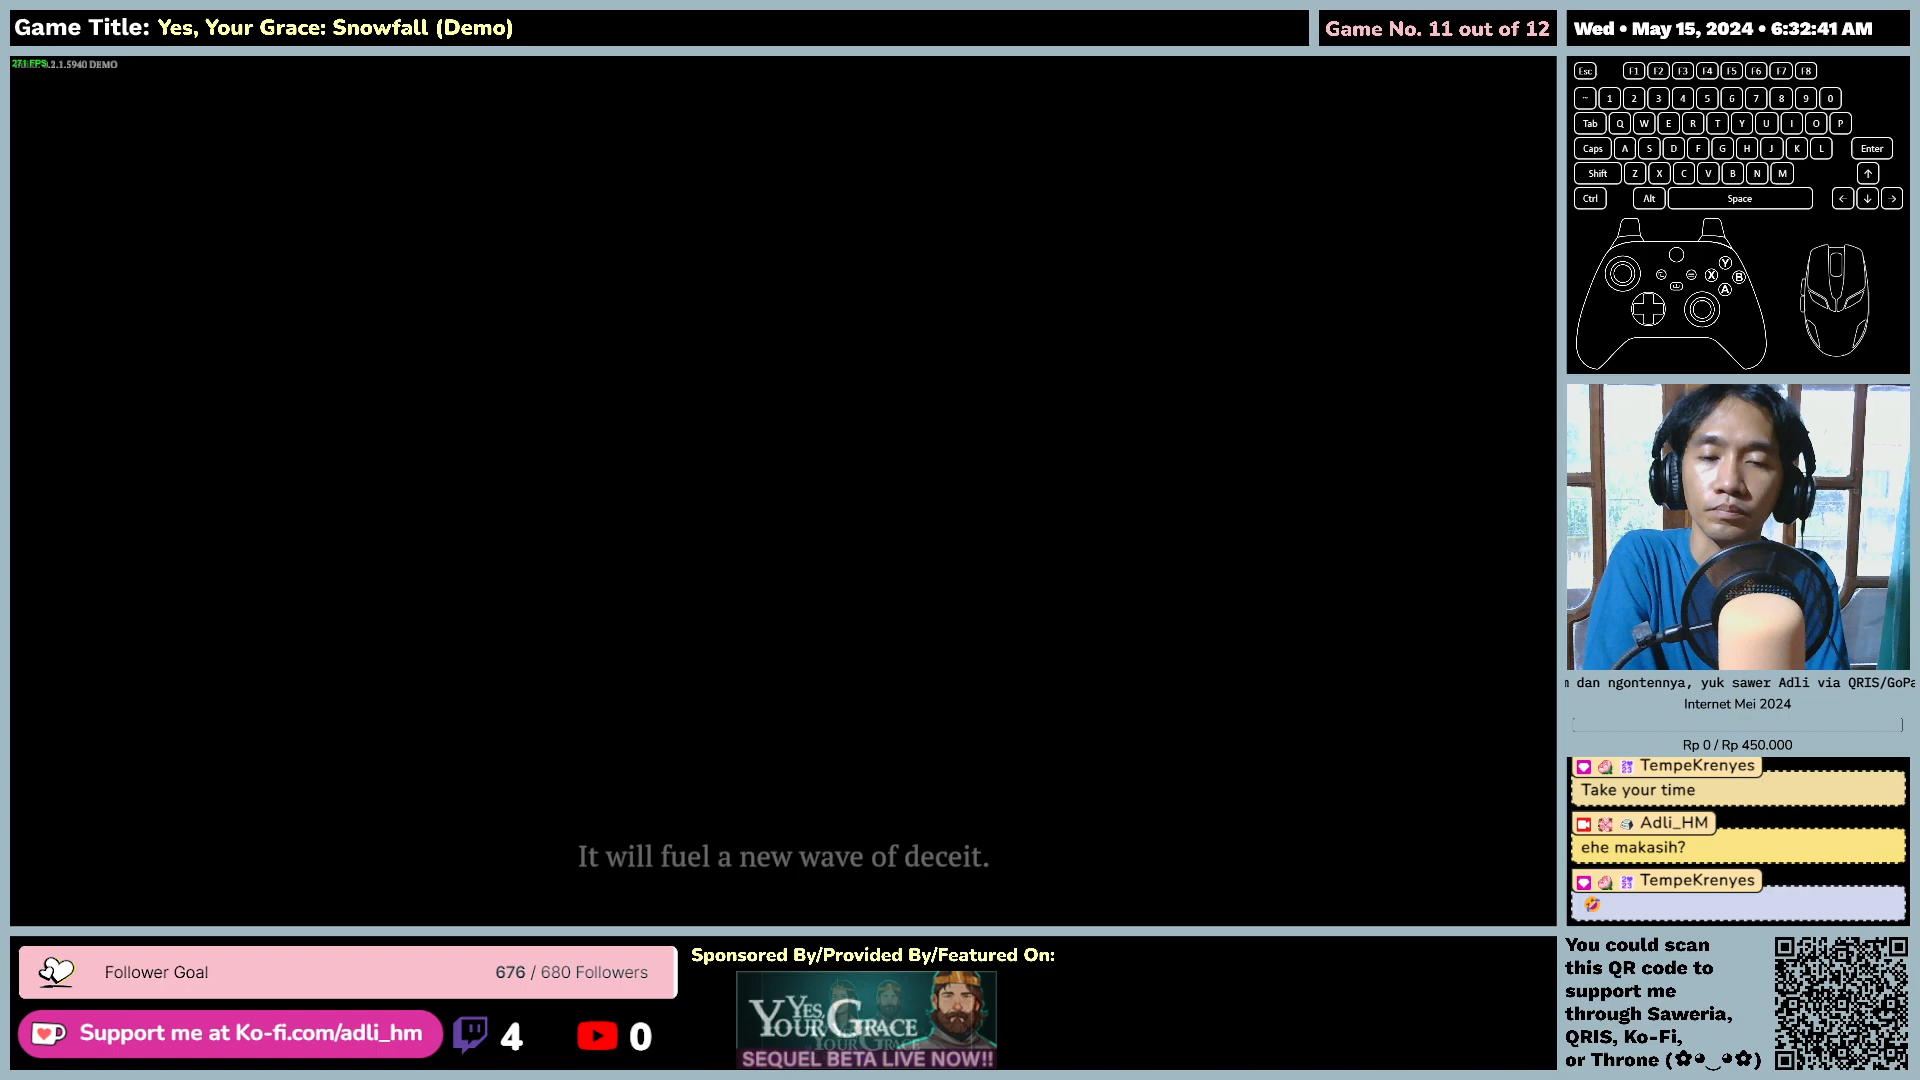 Game Title: Yes, Your Grace: Snowfall (Demo)
Game No. 11 out of 12
Wed • May 15, 2024 • 6:32:41 AM
271 FPS
.2.1.5940 DEMO
Esc F1 F2 F3 F4 F5 F6 F7 F8
~ 1 2 3 4 5 6 7 8 9 0
Tab Q W E R T Y U I O P
Caps A S D F G H J K L Enter
Shift Z X C V B N M ↑
Ctrl Alt Space ← ↓ →
Y
X B
A
dan ngontennya, yuk sawer Adli via QRIS/GoPa
Internet Mei 2024
Rp 0 / Rp 450.000
TempeKrenyes
Take your time
Adli_HM
ehe makasih?
TempeKrenyes
🤣
It will fuel a new wave of deceit.
Follower Goal 676 / 680 Followers
Support me at Ko-fi.com/adli_hm
4
0
Sponsored By/Provided By/Featured On:
YES,
YOUR GRACE
SEQUEL BETA LIVE NOW!!
You could scan
this QR code to
support me
through Saweria,
QRIS, Ko-Fi,
or Throne (✿◕‿◕✿)